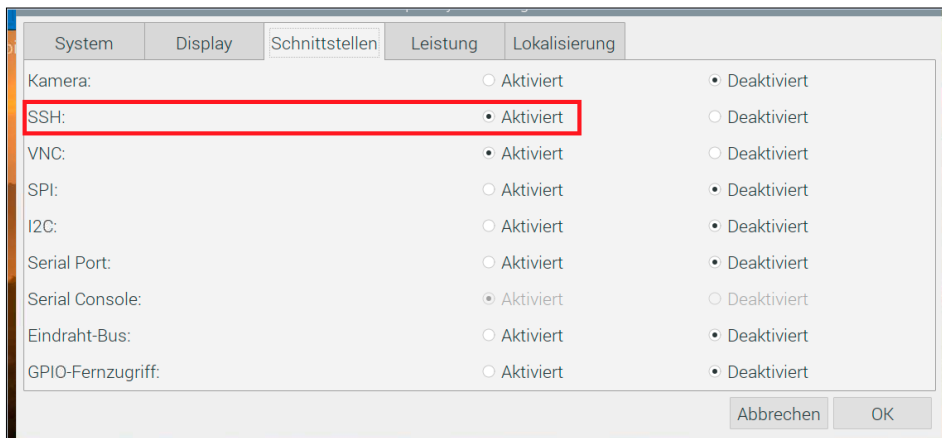 System Display Schnittstellen Leistung Lokalisierung
Kamera: Aktiviert Deaktiviert
SSH: Aktiviert Deaktiviert
VNC: Aktiviert Deaktiviert
SPI: Aktiviert Deaktiviert
I2C: Aktiviert Deaktiviert
Serial Port: Aktiviert Deaktiviert
Serial Console: Aktiviert Deaktiviert
Eindraht-Bus: Aktiviert Deaktiviert
GPIO-Fernzugriff: Aktiviert Deaktiviert
Abbrechen OK